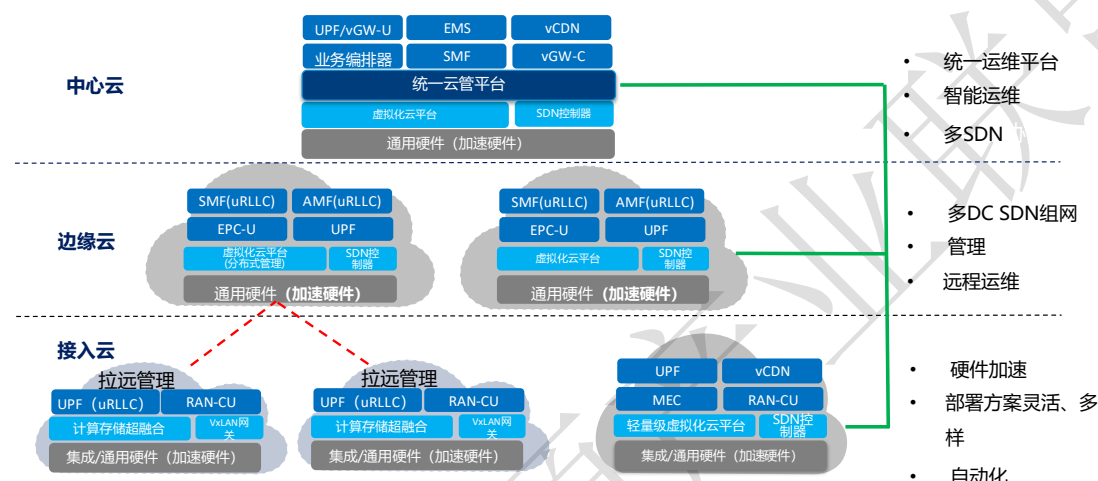 UPF/vGW-U EMS vCDN
业务编排器 SMF vGW-C
中心云
统一云管平台
虚拟化云平台 SDN控制器
通用硬件（加速硬件）
• 统一运维平台
• 智能运维
• 多SDN
边缘云
SMF(uRLLC) AMF(uRLLC)
EPC-U UPF
虚拟化云平台
(分布式管理)
SDN控
制器
通用硬件（加速硬件）
SMF(uRLLC) AMF(uRLLC)
EPC-U UPF
虚拟化云平台
SDN控
制器
通用硬件（加速硬件）
• 多DC SDN组网
• 管理
• 远程运维
接入云
拉远管理
UPF（uRLLC） RAN-CU
计算存储超融合
VxLAN网
关
集成/通用硬件（加速硬件）
拉远管理
UPF（uRLLC） RAN-CU
计算存储超融合
VxLAN网
关
集成/通用硬件（加速硬件）
UPF vCDN
MEC RAN-CU
轻量级虚拟化云平台
SDN控
制器
集成/通用硬件（加速硬件）
• 硬件加速
• 部署方案灵活、多
样
• 自动化